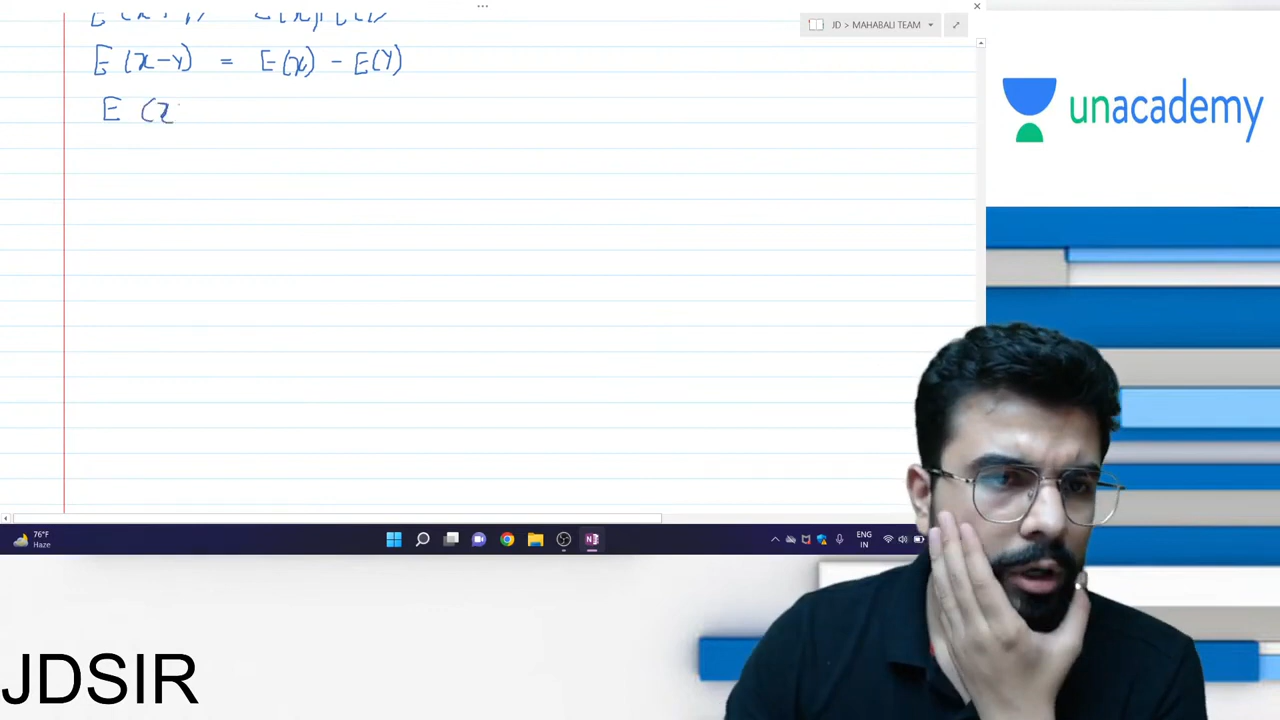 JD > MAHABALI TEAM
E (x-y) = E(x) - E(y)
E (x
unacademy
76°F
Haze
ENG
IN
JDSIR